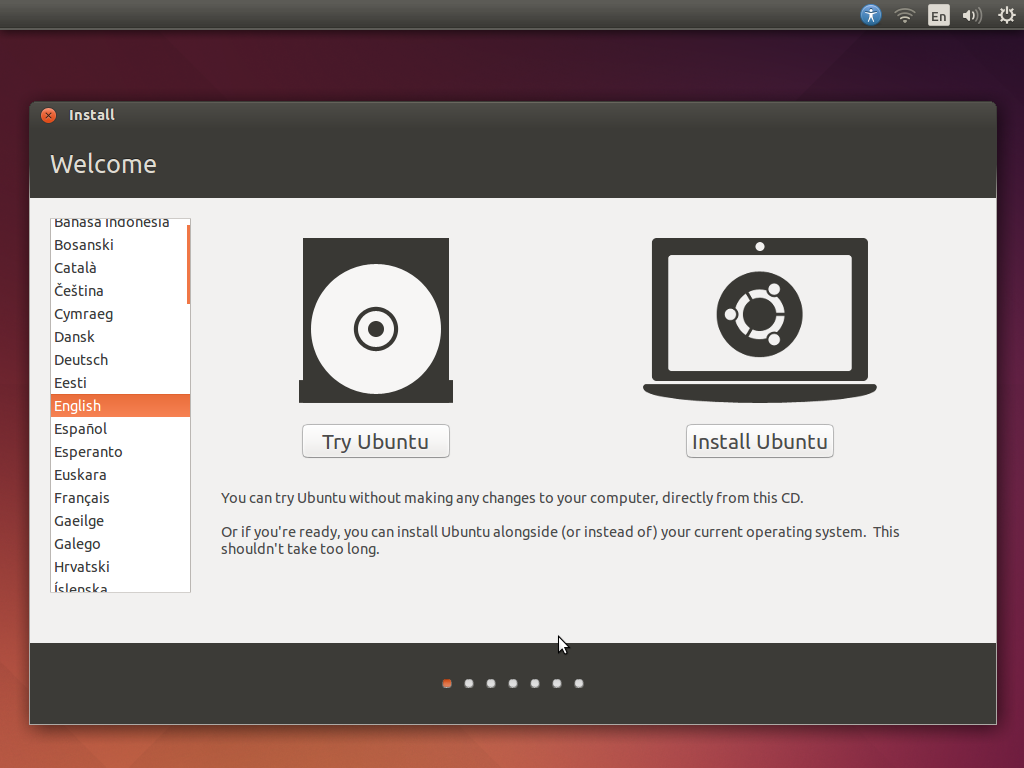 En
Install
Welcome
Bahasa Indonesia
Bosanski
Català
Čeština
Cymraeg
Dansk
Deutsch
Eesti
English
Español
Esperanto
Euskara
Français
Gaeilge
Galego
Hrvatski
Íslenska
Try Ubuntu
Install Ubuntu
You can try Ubuntu without making any changes to your computer, directly from this CD.
Or if you're ready, you can install Ubuntu alongside (or instead of) your current operating system.  This
shouldn't take too long.